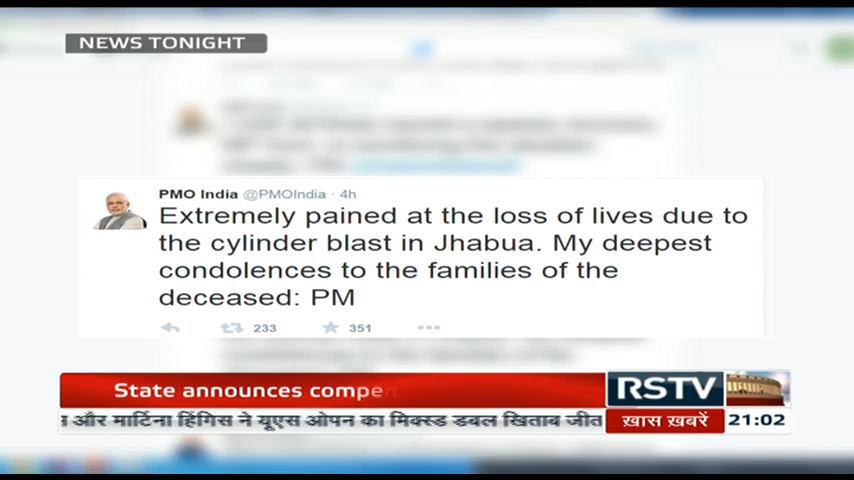 NEWS TONIGHT
PMO India @PMOIndia · 4h
Extremely pained at the loss of lives due to
the cylinder blast in Jhabua. My deepest
condolences to the families of the
deceased: PM
233 351
State announces compe
RSTV
और मार्टिना हिंगिस ने यूएस ओपन का मिक्स्ड डबल खिताब जीत
ख़ास ख़बरें 21:02